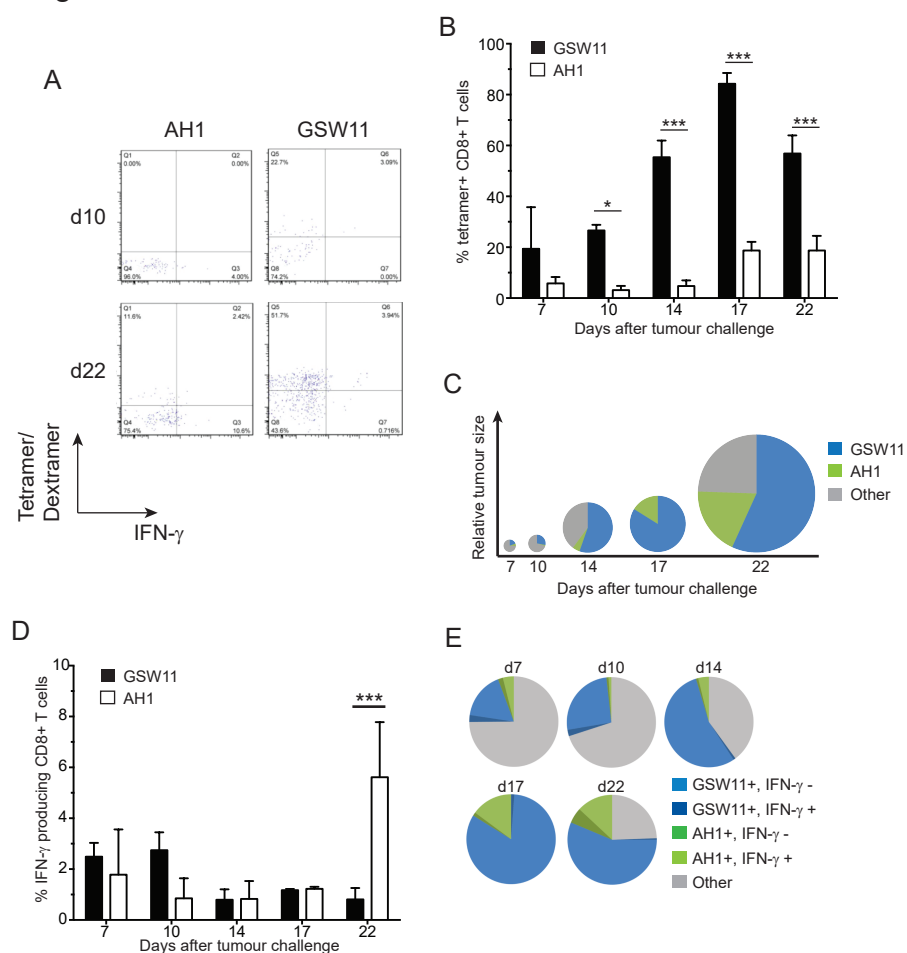 A
AH1 GSW11
d10
Q1
0.00%
Q2
0.00%
Q4
96.0%
Q3
4.00%
Q5
22.7%
Q6
3.09%
Q8
74.2%
Q7
0.00%
d22
Q1
11.6%
Q2
2.42%
Q4
75.4%
Q3
10.6%
Q5
51.7%
Q6
3.94%
Q8
43.6%
Q7
0.716%
Tetramer/
Dextramer
IFN-γ
B
GSW11
AH1
% tetramer+ CD8+ T cells
100
80
60
40
20
0
* *** *** ***
7 10 14 17 22
Days after tumour challenge
C
Relative tumour size
GSW11
AH1
Other
7 10 14 17 22
Days after tumour challenge
D
GSW11
AH1
% IFN-γ producing CD8+ T cells
10
8
6
4
2
0
***
7 10 14 17 22
Days after tumour challenge
E
d7 d10 d14
d17 d22
GSW11+, IFN-γ -
GSW11+, IFN-γ +
AH1+, IFN-γ -
AH1+, IFN-γ +
Other